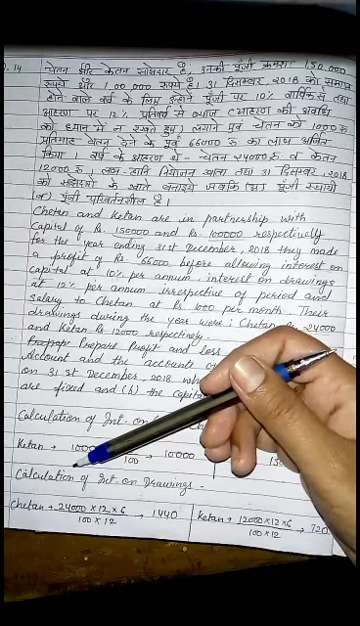 Q.14 चेतन और केतन साझेदार हैं, उनकी पूंजी क्रमशः 150,000
रुपये और 1,00,000 रुपये है। 31 दिसम्बर, 2018 को समाप्त
होने वाले वर्ष के लिए उन्होंने पूंजी पर 10% वार्षिक से तथा
आहरण पर 12% प्रतिवर्ष से ब्याज (आहरण की अवधि
को ध्यान में न रखते हुए) लगाने एवं चेतन को 1000 रु
प्रतिमाह वेतन देने के पूर्व 66000 रु का लाभ अर्जित
किया। वर्ष के आहरण थे - चेतन 24000 रु व केतन
12000 रु लाभ-हानि नियोजन खाता तथा 31 दिसम्बर, 2018
को साझेदारों के खाते बनाइये जबकि (अ) पूंजी स्थायी
(ब) पूंजी परिवर्तनशील है।
Chetan and Ketan are in partnership with
Capital of Rs. 150000 and Rs. 100000 respectively
for the year ending 31st December, 2018 they made
a profit of Rs. 66000 before allowing interest on
capital at 10% per annum, interest on drawings
at 12% per annum irrespective of period and
salary to Chetan at Rs. 1000 per month. Their
drawings during the year were: Chetan Rs. 24000
and Ketan Rs 12000 respectively.
Prepare Profit and Loss
Account and the accounts of
on 31st December, 2018
are fixed and (b) the Capita
Calculation of Int. on
Ketan → 1000
100 → 10000
150
Calculation of Int. on Drawings -
Chetan → 24000 × 12 × 6 → 1440
100 × 12
Ketan → 12000 × 12 × 6 → 720
100 × 12